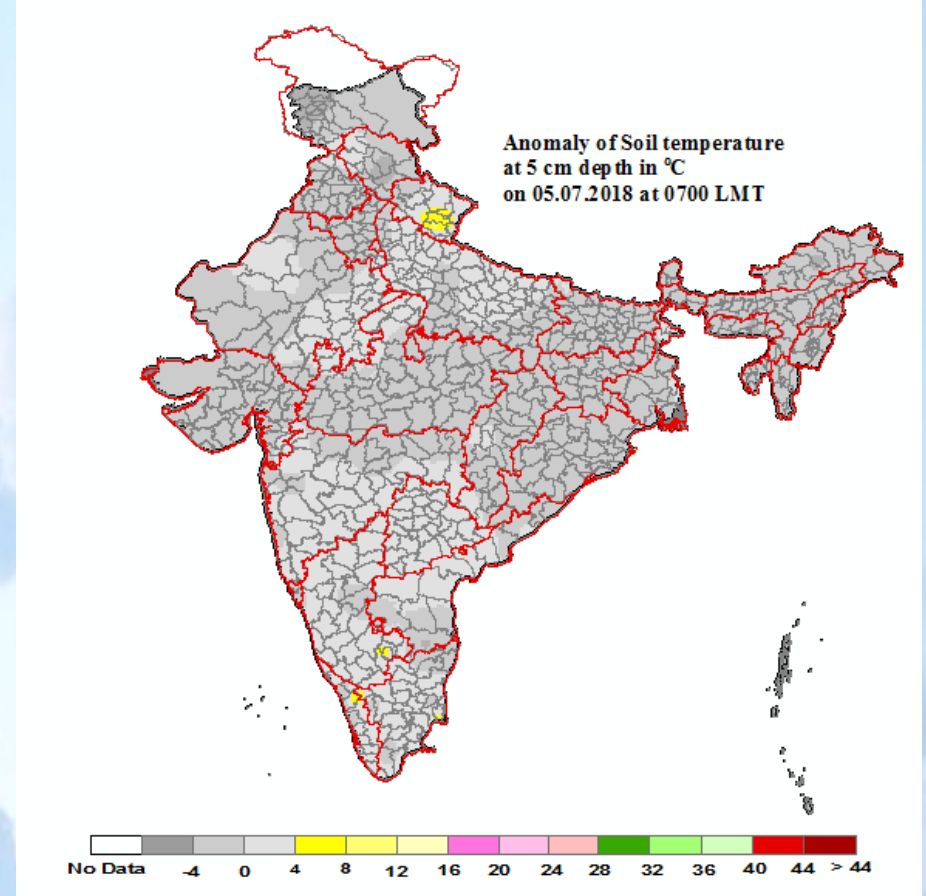 Anomaly of Soil temperature
at 5 cm depth in °C
on 05.07.2018 at 0700 LMT
No Data -4 0 4 8 12 16 20 24 28 32 36 40 44 > 44